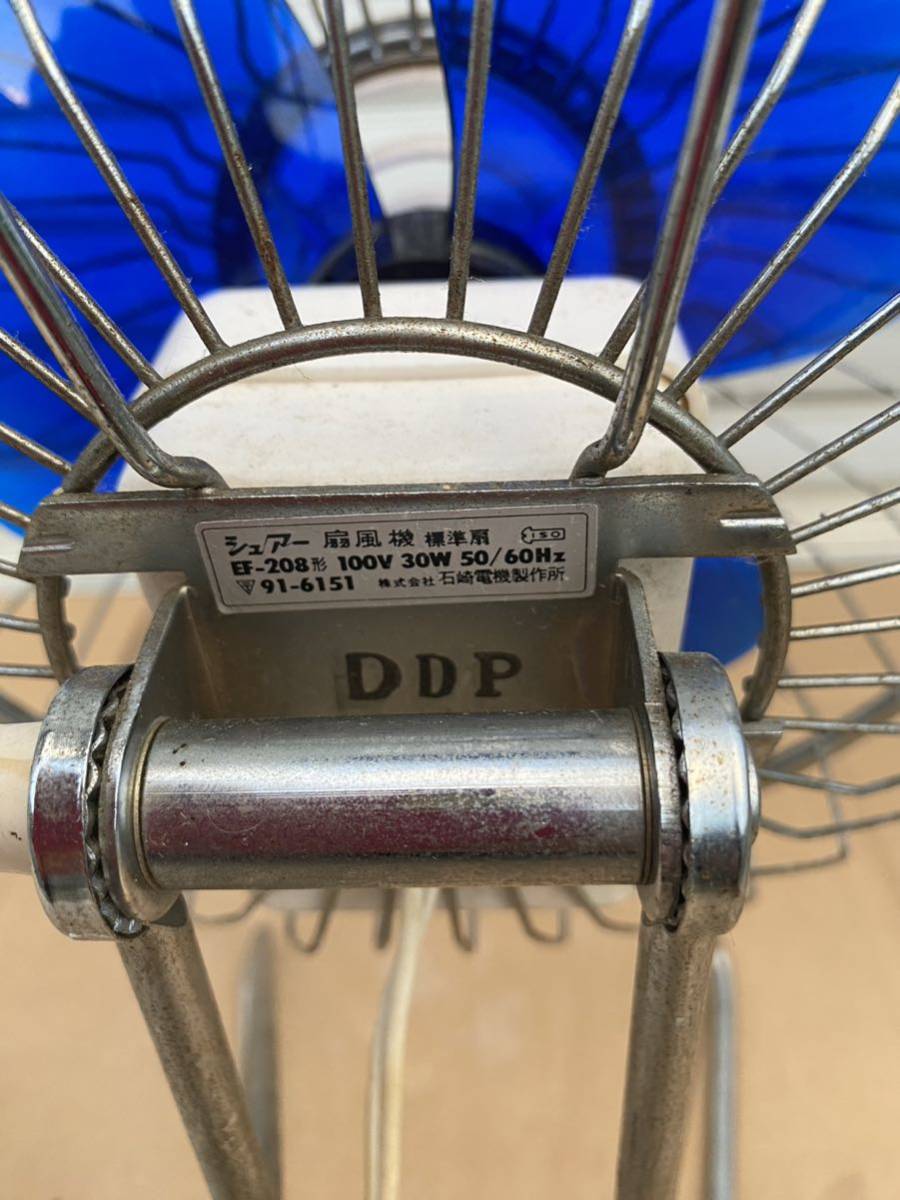 シュアー 扇風機 標準扇 ISO
EF-208形 100V 30W 50/60Hz
〒 91-6151 株式会社 石崎電機製作所
DDP